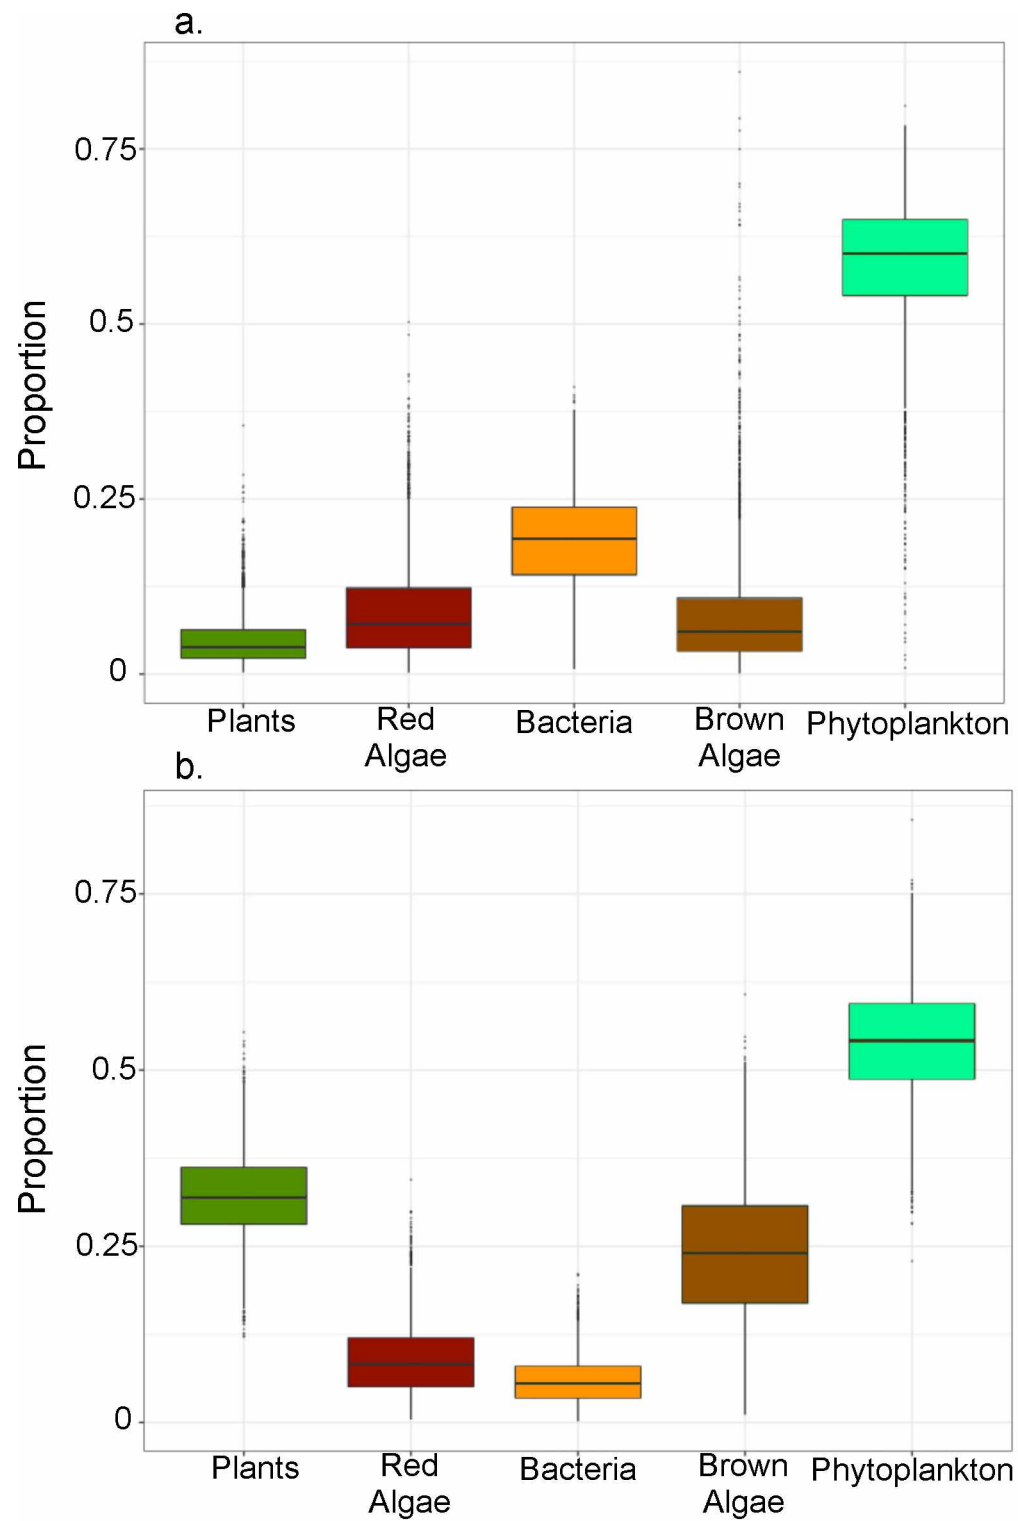 a.
Proportion
0.75
0.5
0.25
0
Plants
Red
Algae
Bacteria
Brown
Algae
Phytoplankton
b.
Proportion
0.75
0.5
0.25
0
Plants
Red
Algae
Bacteria
Brown
Algae
Phytoplankton